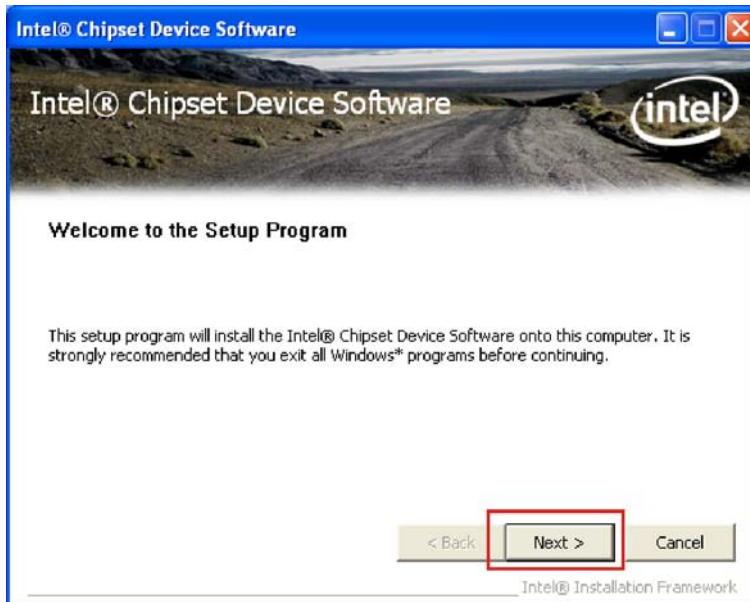 Intel® Chipset Device Software
Intel® Chipset Device Software
intel®
Welcome to the Setup Program
This setup program will install the Intel® Chipset Device Software onto this computer. It is
strongly recommended that you exit all Windows* programs before continuing.
< Back Next > Cancel
Intel® Installation Framework